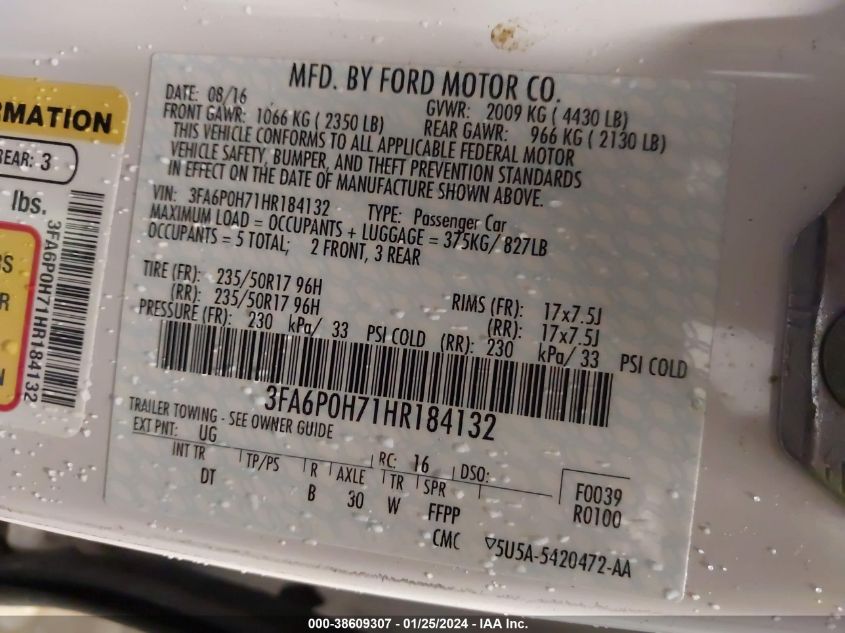 MFD. BY FORD MOTOR CO.
DATE: 08/16 GVWR: 2009 KG ( 4430 LB)
FRONT GAWR: 1066 KG ( 2350 LB) REAR GAWR: 966 KG ( 2130 LB)
THIS VEHICLE CONFORMS TO ALL APPLICABLE FEDERAL MOTOR
VEHICLE SAFETY, BUMPER, AND THEFT PREVENTION STANDARDS
IN EFFECT ON THE DATE OF MANUFACTURE SHOWN ABOVE.
VIN: 3FA6P0H71HR184132 TYPE: Passenger Car
MAXIMUM LOAD = OCCUPANTS + LUGGAGE = 375KG/ 827LB
OCCUPANTS = 5 TOTAL; 2 FRONT, 3 REAR
TIRE (FR): 235/50R17 96H RIMS (FR): 17x7.5J
(RR): 235/50R17 96H (RR): 17x7.5J
PRESSURE (FR): 230 kPa/ 33 PSI COLD (RR): 230 kPa/ 33 PSI COLD
3FA6P0H71HR184132
TRAILER TOWING - SEE OWNER GUIDE
EXT PNT: UG RC: 16 DSO:
INT TR TP/PS R AXLE TR SPR
DT B 30 W FFPP
CMC
F0039
R0100
▽5U5A-5420472-AA
RMATION
REAR: 3
lbs.
3FA6P0H71HR184132
OS
R
N
000-38609307 - 01/25/2024 - IAA Inc.